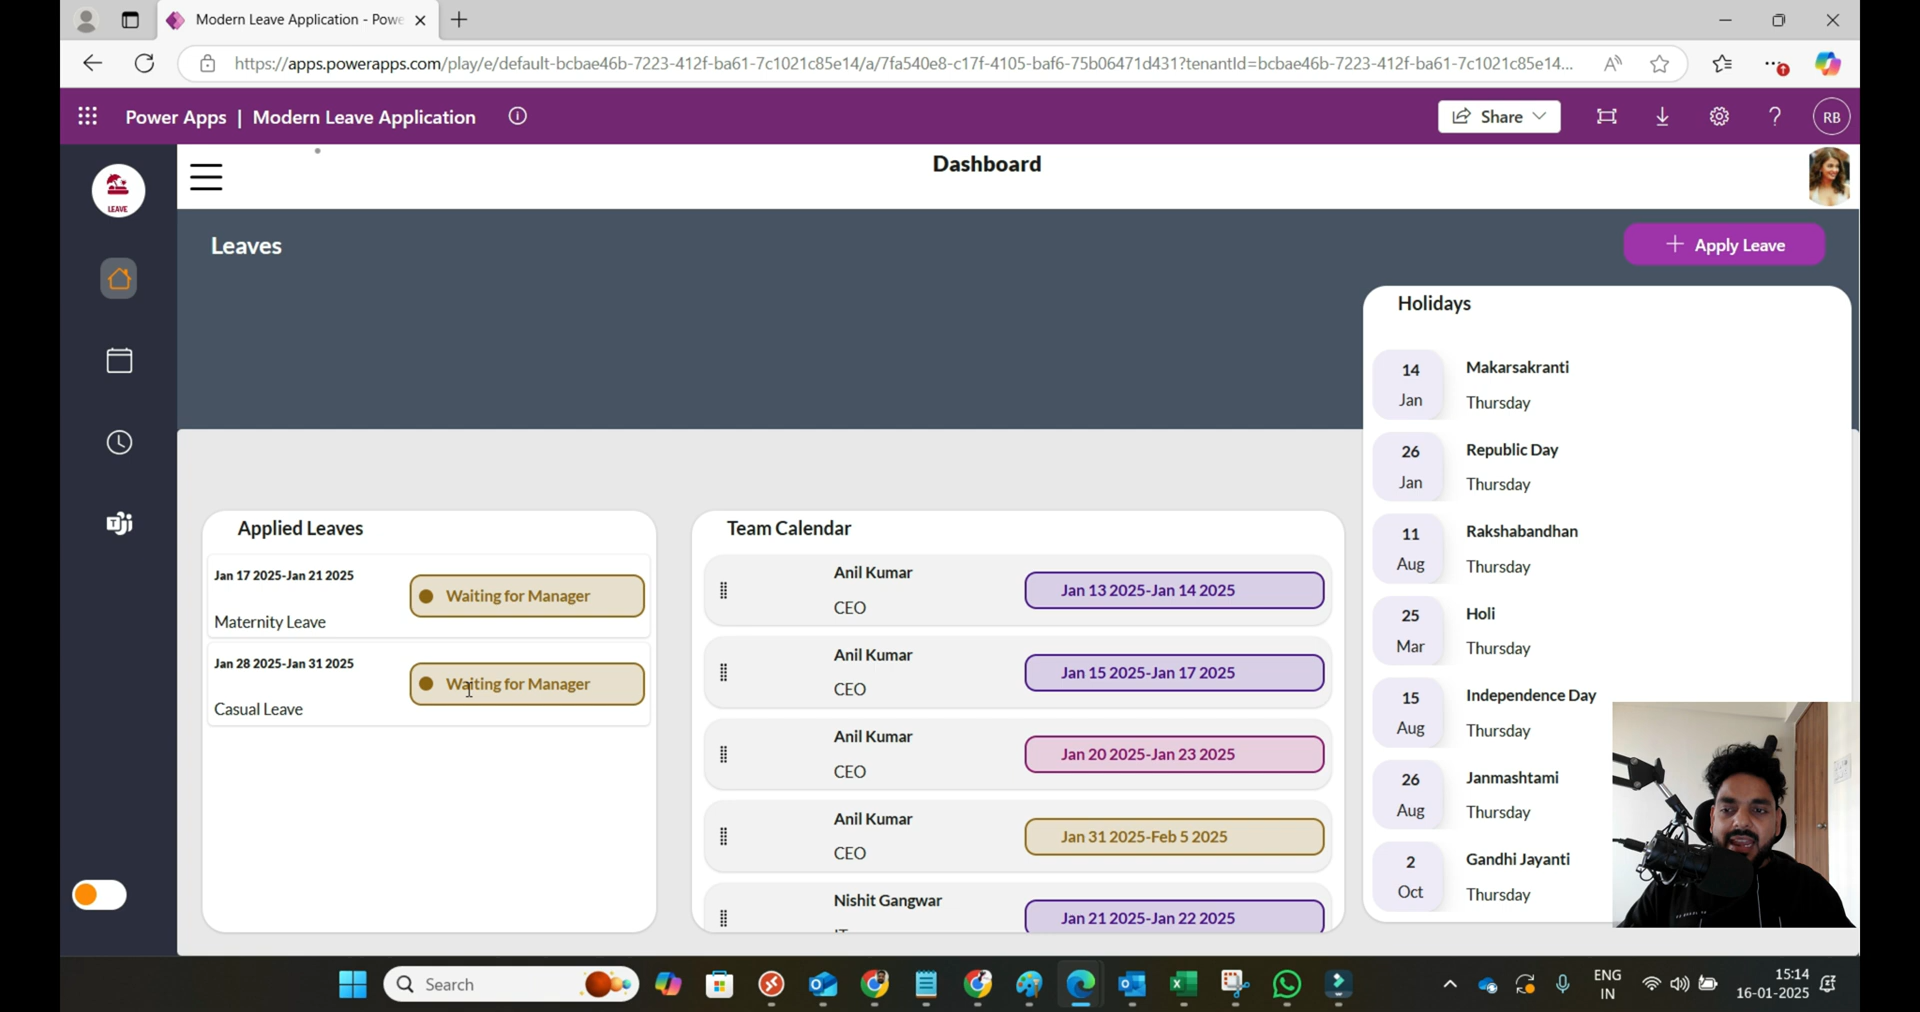 Modern Leave Application - Powe
https://apps.powerapps.com/play/e/default-bcbae46b-7223-412f-ba61-7c1021c85e14/a/7fa540e8-c17f-4105-baf6-75b06471d431?tenantId=bcbae46b-7223-412f-ba61-7c1021c85e14...
Power Apps | Modern Leave Application
Share
RB
LEAVE
Dashboard
Leaves
Apply Leave
Applied Leaves
Jan 17 2025-Jan 21 2025
Waiting for Manager
Maternity Leave
Jan 28 2025-Jan 31 2025
Waiting for Manager
Casual Leave
Team Calendar
Anil Kumar
CEO
Jan 13 2025-Jan 14 2025
Anil Kumar
CEO
Jan 15 2025-Jan 17 2025
Anil Kumar
CEO
Jan 20 2025-Jan 23 2025
Anil Kumar
CEO
Jan 31 2025-Feb 5 2025
Nishit Gangwar
IT
Jan 21 2025-Jan 22 2025
Holidays
14
Jan
Makarsakranti
Thursday
26
Jan
Republic Day
Thursday
11
Aug
Rakshabandhan
Thursday
25
Mar
Holi
Thursday
15
Aug
Independence Day
Thursday
26
Aug
Janmashtami
Thursday
2
Oct
Gandhi Jayanti
Thursday
Search
ENG
IN
15:14
16-01-2025